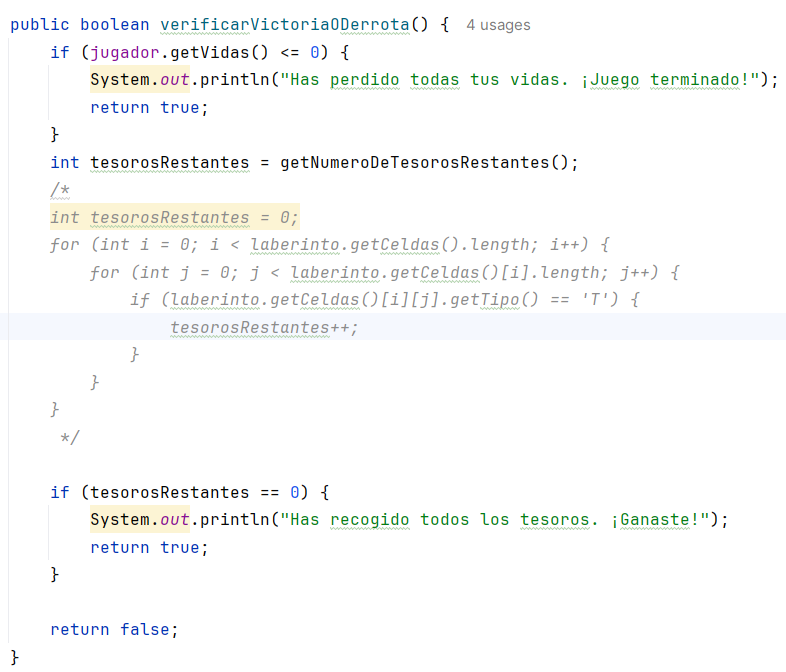 public boolean verificarVictoriaODerrota() {   4 usages
    if (jugador.getVidas() <= 0) {
        System.out.println("Has perdido todas tus vidas. ¡Juego terminado!");
        return true;
    }
    int tesorosRestantes = getNumeroDeTesorosRestantes();
    /*
    int tesorosRestantes = 0;
    for (int i = 0; i < laberinto.getCeldas().length; i++) {
        for (int j = 0; j < laberinto.getCeldas()[i].length; j++) {
            if (laberinto.getCeldas()[i][j].getTipo() == 'T') {
                tesorosRestantes++;
            }
        }
    }
     */
    if (tesorosRestantes == 0) {
        System.out.println("Has recogido todos los tesoros. ¡Ganaste!");
        return true;
    }
    return false;
}